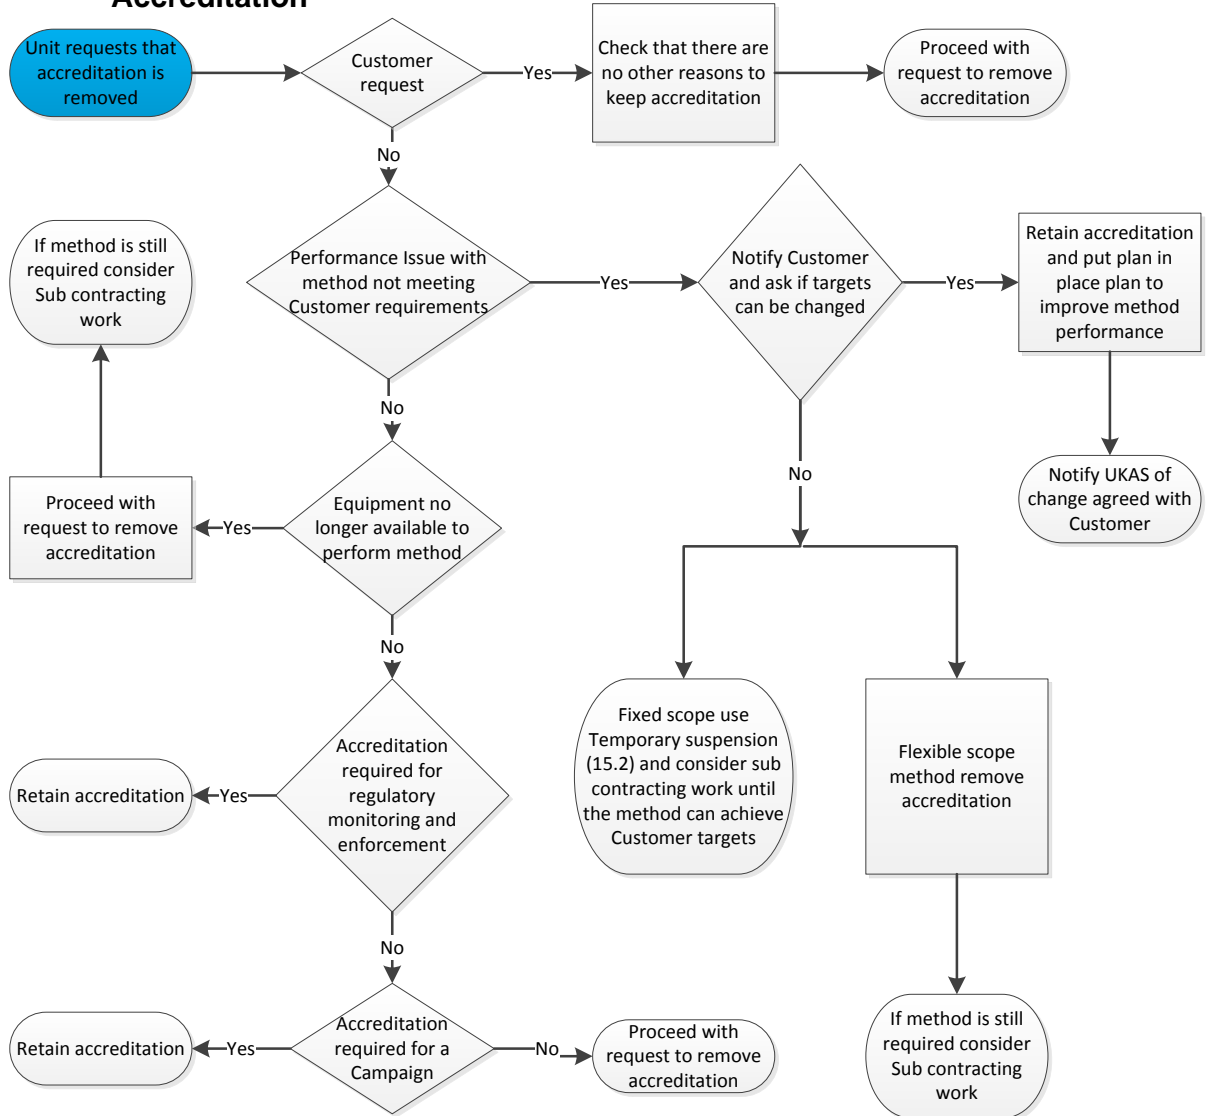 Accreditation
Unit requests that
accreditation is
removed
Customer
request
Yes
Check that there are
no other reasons to
keep accreditation
Proceed with
request to remove
accreditation
No
Performance Issue with
method not meeting
Customer requirements
Yes
Notify Customer
and ask if targets
can be changed
Yes
Retain accreditation
and put plan in
place plan to
improve method
performance
Notify UKAS of
change agreed with
Customer
If method is still
required consider
Sub contracting
work
No
Equipment no
longer available to
perform method
Yes
Proceed with
request to remove
accreditation
No
Fixed scope use
Temporary suspension
(15.2) and consider sub
contracting work until
the method can achieve
Customer targets
Flexible scope
method remove
accreditation
If method is still
required consider
Sub contracting
work
No
Accreditation
required for
regulatory
monitoring and
enforcement
Yes
Retain accreditation
No
Accreditation
required for a
Campaign
Yes
Retain accreditation
No
Proceed with
request to remove
accreditation